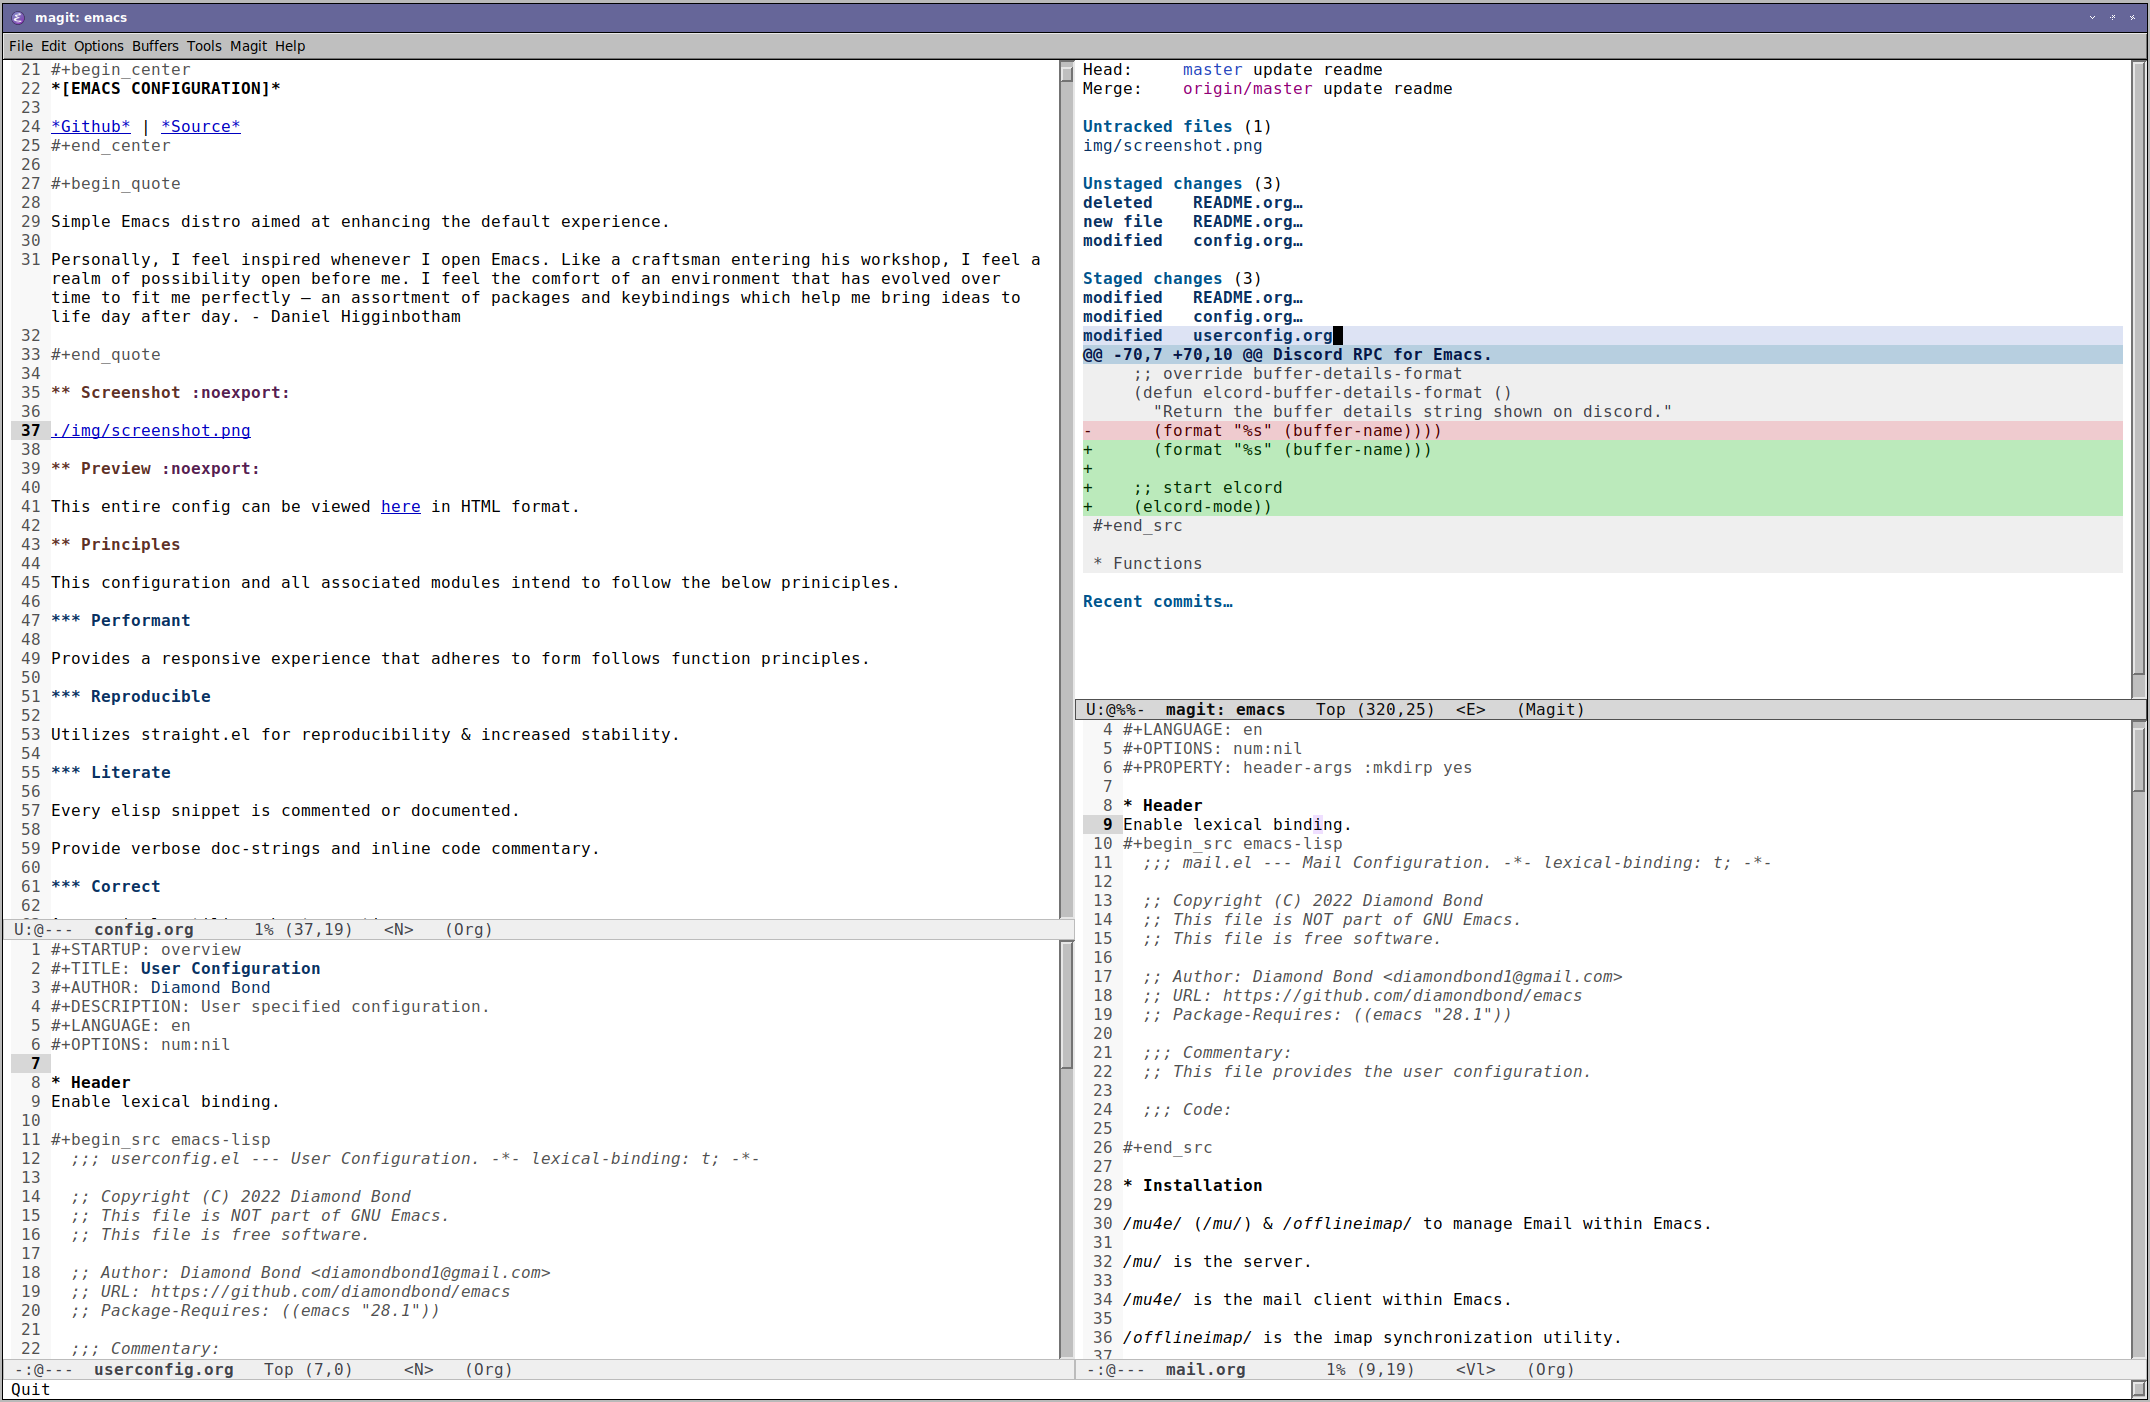 magit: emacs
File Edit Options Buffers Tools Magit Help
21 #+begin_center
22 *[EMACS CONFIGURATION]*
23
24 *Github* | *Source*
25 #+end_center
26
27 #+begin_quote
28
29 Simple Emacs distro aimed at enhancing the default experience.
30
31 Personally, I feel inspired whenever I open Emacs. Like a craftsman entering his workshop, I feel a
realm of possibility open before me. I feel the comfort of an environment that has evolved over
time to fit me perfectly — an assortment of packages and keybindings which help me bring ideas to
life day after day. - Daniel Higginbotham
32
33 #+end_quote
34
35 ** Screenshot :noexport:
36
37 ./img/screenshot.png
38
39 ** Preview :noexport:
40
41 This entire config can be viewed here in HTML format.
42
43 ** Principles
44
45 This configuration and all associated modules intend to follow the below priniciples.
46
47 *** Performant
48
49 Provides a responsive experience that adheres to form follows function principles.
50
51 *** Reproducible
52
53 Utilizes straight.el for reproducibility & increased stability.
54
55 *** Literate
56
57 Every elisp snippet is commented or documented.
58
59 Provide verbose doc-strings and inline code commentary.
60
61 *** Correct
62
U:@---  config.org      1% (37,19)   <N>   (Org)
1 #+STARTUP: overview
2 #+TITLE: User Configuration
3 #+AUTHOR: Diamond Bond
4 #+DESCRIPTION: User specified configuration.
5 #+LANGUAGE: en
6 #+OPTIONS: num:nil
7
8 * Header
9 Enable lexical binding.
10
11 #+begin_src emacs-lisp
12   ;;; userconfig.el --- User Configuration. -*- lexical-binding: t; -*-
13
14   ;; Copyright (C) 2022 Diamond Bond
15   ;; This file is NOT part of GNU Emacs.
16   ;; This file is free software.
17
18   ;; Author: Diamond Bond <diamondbond1@gmail.com>
19   ;; URL: https://github.com/diamondbond/emacs
20   ;; Package-Requires: ((emacs "28.1"))
21
22   ;;; Commentary:
-:@---  userconfig.org   Top (7,0)     <N>   (Org)
Head:     master update readme
Merge:    origin/master update readme
Untracked files (1)
img/screenshot.png
Unstaged changes (3)
deleted    README.org…
new file   README.org…
modified   config.org…
Staged changes (3)
modified   README.org…
modified   config.org…
modified   userconfig.org
@@ -70,7 +70,10 @@ Discord RPC for Emacs.
     ;; override buffer-details-format
     (defun elcord-buffer-details-format ()
       "Return the buffer details string shown on discord."
-      (format "%s" (buffer-name))))
+      (format "%s" (buffer-name)))
+
+    ;; start elcord
+    (elcord-mode))
 #+end_src
 * Functions
Recent commits…
U:@%%-  magit: emacs   Top (320,25)  <E>   (Magit)
4 #+LANGUAGE: en
5 #+OPTIONS: num:nil
6 #+PROPERTY: header-args :mkdirp yes
7
8 * Header
9 Enable lexical binding.
10 #+begin_src emacs-lisp
11   ;;; mail.el --- Mail Configuration. -*- lexical-binding: t; -*-
12
13   ;; Copyright (C) 2022 Diamond Bond
14   ;; This file is NOT part of GNU Emacs.
15   ;; This file is free software.
16
17   ;; Author: Diamond Bond <diamondbond1@gmail.com>
18   ;; URL: https://github.com/diamondbond/emacs
19   ;; Package-Requires: ((emacs "28.1"))
20
21   ;;; Commentary:
22   ;; This file provides the user configuration.
23
24   ;;; Code:
25
26 #+end_src
27
28 * Installation
29
30 /mu4e/ (/mu/) & /offlineimap/ to manage Email within Emacs.
31
32 /mu/ is the server.
33
34 /mu4e/ is the mail client within Emacs.
35
36 /offlineimap/ is the imap synchronization utility.
37
-:@---  mail.org        1% (9,19)    <Vl>   (Org)
Quit